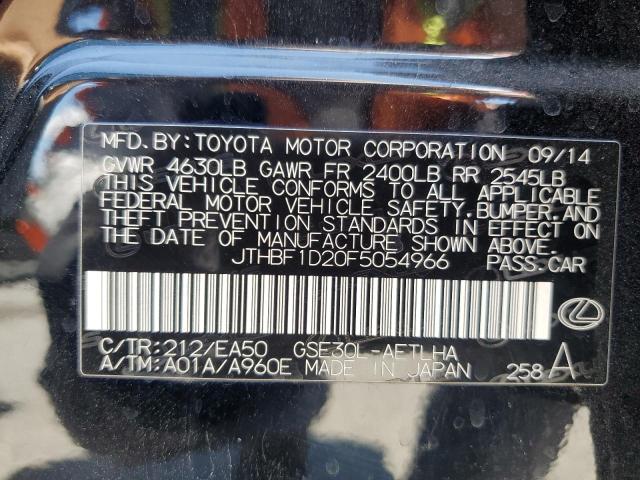 MFD.BY:TOYOTA MOTOR CORPORATION 09/14
GVWR 4630LB GAWR FR 2400LB RR 2545LB
THIS VEHICLE CONFORMS TO ALL APPLICABLE
FEDERAL MOTOR VEHICLE SAFETY,BUMPER,AND
THEFT PREVENTION STANDARDS IN EFFECT ON
THE DATE OF MANUFACTURE SHOWN ABOVE.
JTHBF1D20F5054966 PASS.CAR
C/TR:212/EA50 GSE30L-AETLHA
A/TM:A01A/A960E MADE IN JAPAN 258 A